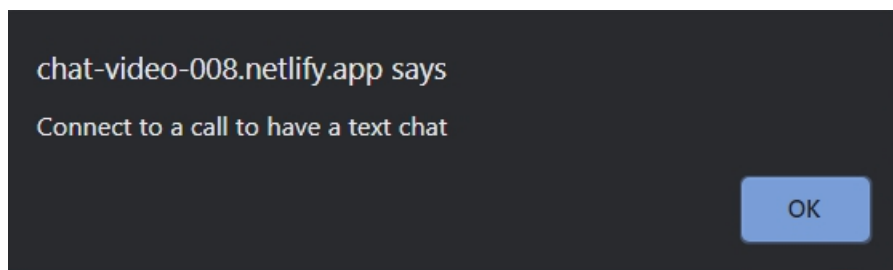 chat-video-008.netlify.app says
Connect to a call to have a text chat
OK